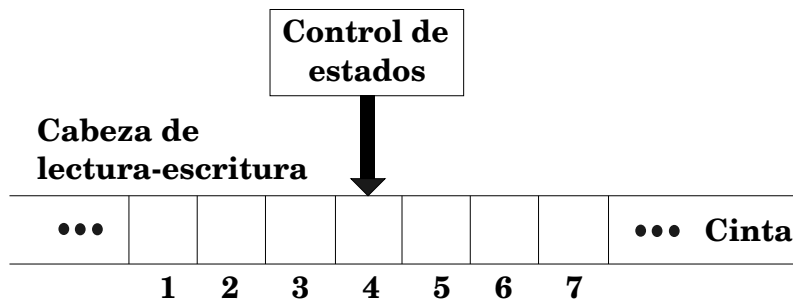 Control de
estados
Cabeza de
lectura-escritura
••• ••• Cinta
1 2 3 4 5 6 7